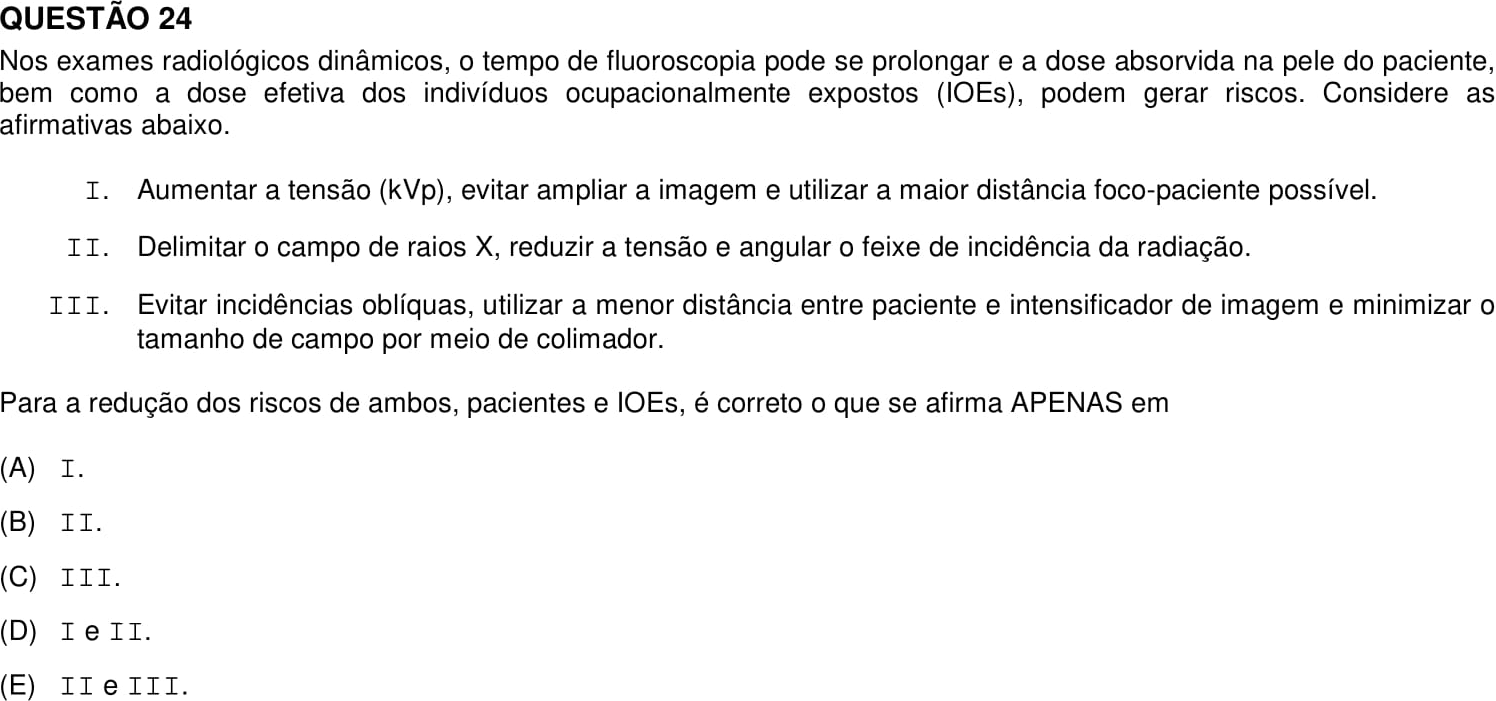 QUESTÃO 24
Nos exames radiológicos dinâmicos, o tempo de fluoroscopia pode se prolongar e a dose absorvida na pele do paciente,
bem como a dose efetiva dos indivíduos ocupacionalmente expostos (IOEs), podem gerar riscos. Considere as
afirmativas abaixo.
I. Aumentar a tensão (kVp), evitar ampliar a imagem e utilizar a maior distância foco-paciente possível.
II. Delimitar o campo de raios X, reduzir a tensão e angular o feixe de incidência da radiação.
III. Evitar incidências oblíquas, utilizar a menor distância entre paciente e intensificador de imagem e minimizar o
tamanho de campo por meio de colimador.
Para a redução dos riscos de ambos, pacientes e IOEs, é correto o que se afirma APENAS em
(A) I.
(B) II.
(C) III.
(D) I e II.
(E) II e III.